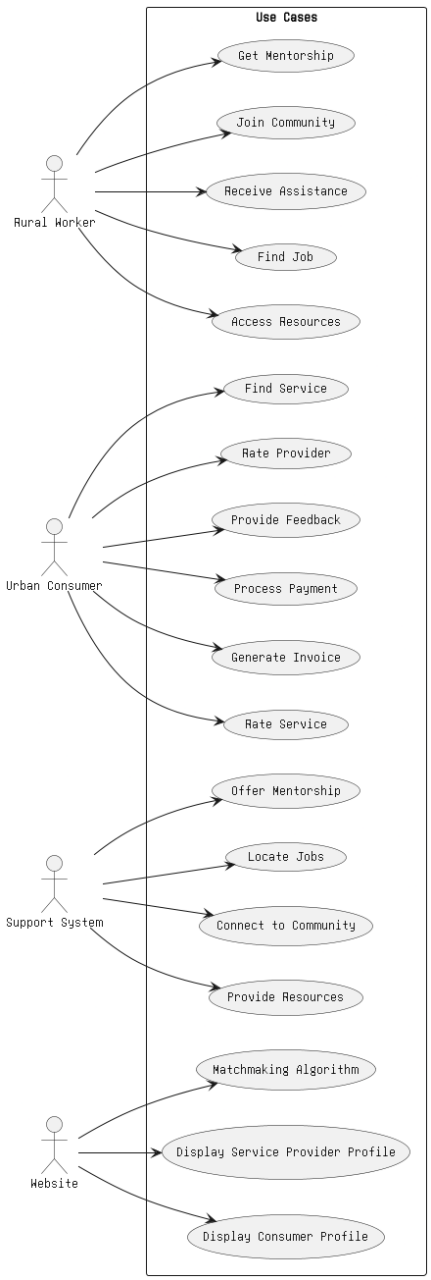 Use Cases
Get Mentorship
Join Community
Receive Assistance
Rural Worker
Find Job
Access Resources
Find Service
Rate Provider
Provide Feedback
Urban Consumer
Process Payment
Generate Invoice
Rate Service
Offer Mentorship
Locate Jobs
Support System
Connect to Community
Provide Resources
Matchmaking Algorithm
Display Service Provider Profile
Website
Display Consumer Profile